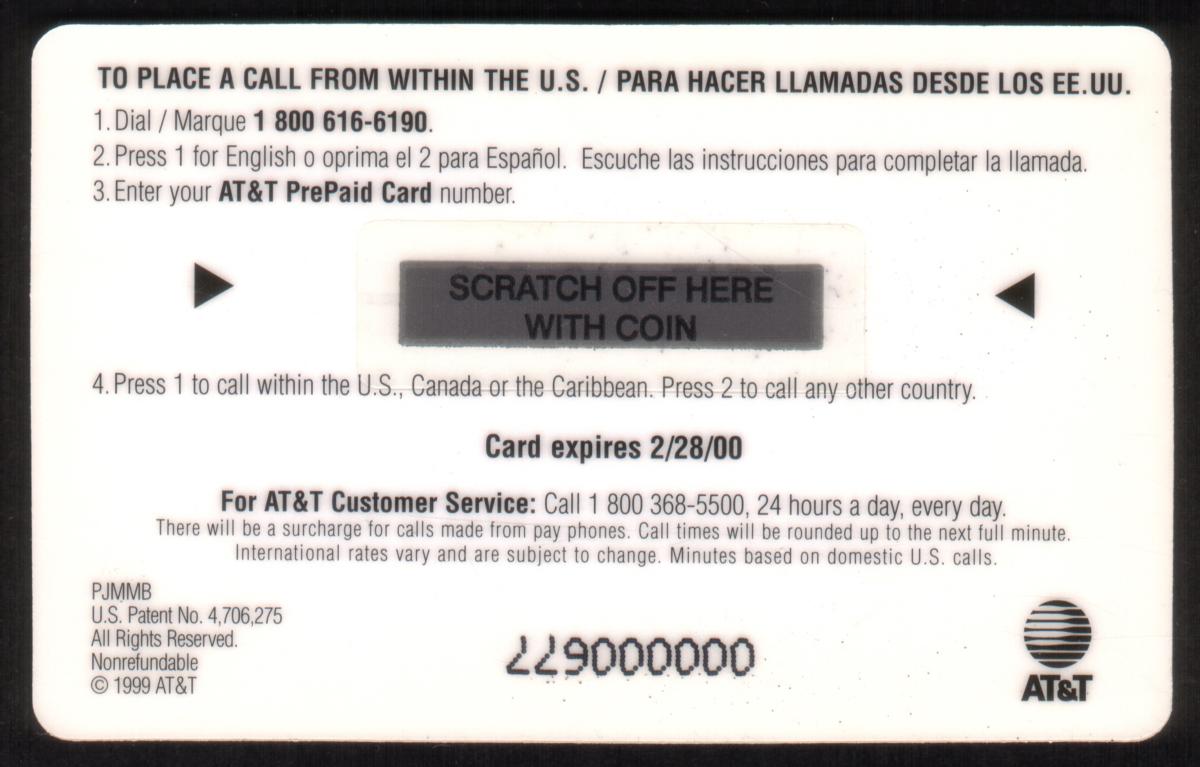 TO PLACE A CALL FROM WITHIN THE U.S. / PARA HACER LLAMADAS DESDE LOS EE.UU.
1. Dial / Marque 1 800 616-6190.
2. Press 1 for English o oprima el 2 para Español. Escuche las instrucciones para completar la llamada.
3. Enter your AT&T PrePaid Card number.
SCRATCH OFF HERE
WITH COIN
4. Press 1 to call within the U.S., Canada or the Caribbean. Press 2 to call any other country.
Card expires 2/28/00
For AT&T Customer Service: Call 1 800 368-5500, 24 hours a day, every day.
There will be a surcharge for calls made from pay phones. Call times will be rounded up to the next full minute.
International rates vary and are subject to change. Minutes based on domestic U.S. calls.
PJMMB
U.S. Patent No. 4,706,275
All Rights Reserved.
Nonrefundable
© 1999 AT&T
000000677
AT&T